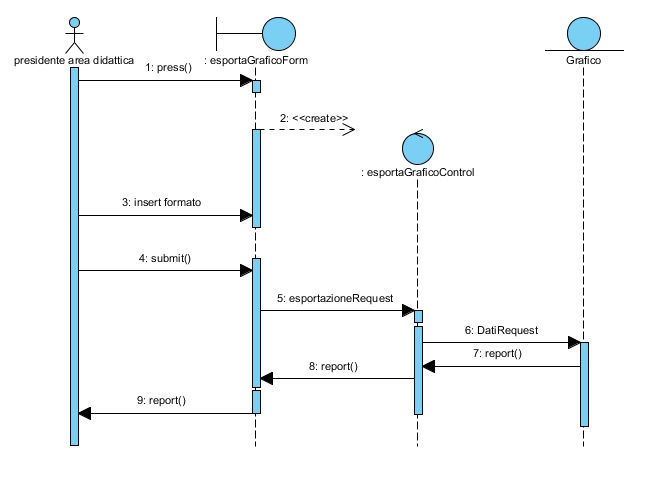 presidente area didattica
: esportaGraficoForm
Grafico
1: press()
2: <<create>>
: esportaGraficoControl
3: insert formato
4: submit()
5: esportazioneRequest
6: DatiRequest
7: report()
8: report()
9: report()